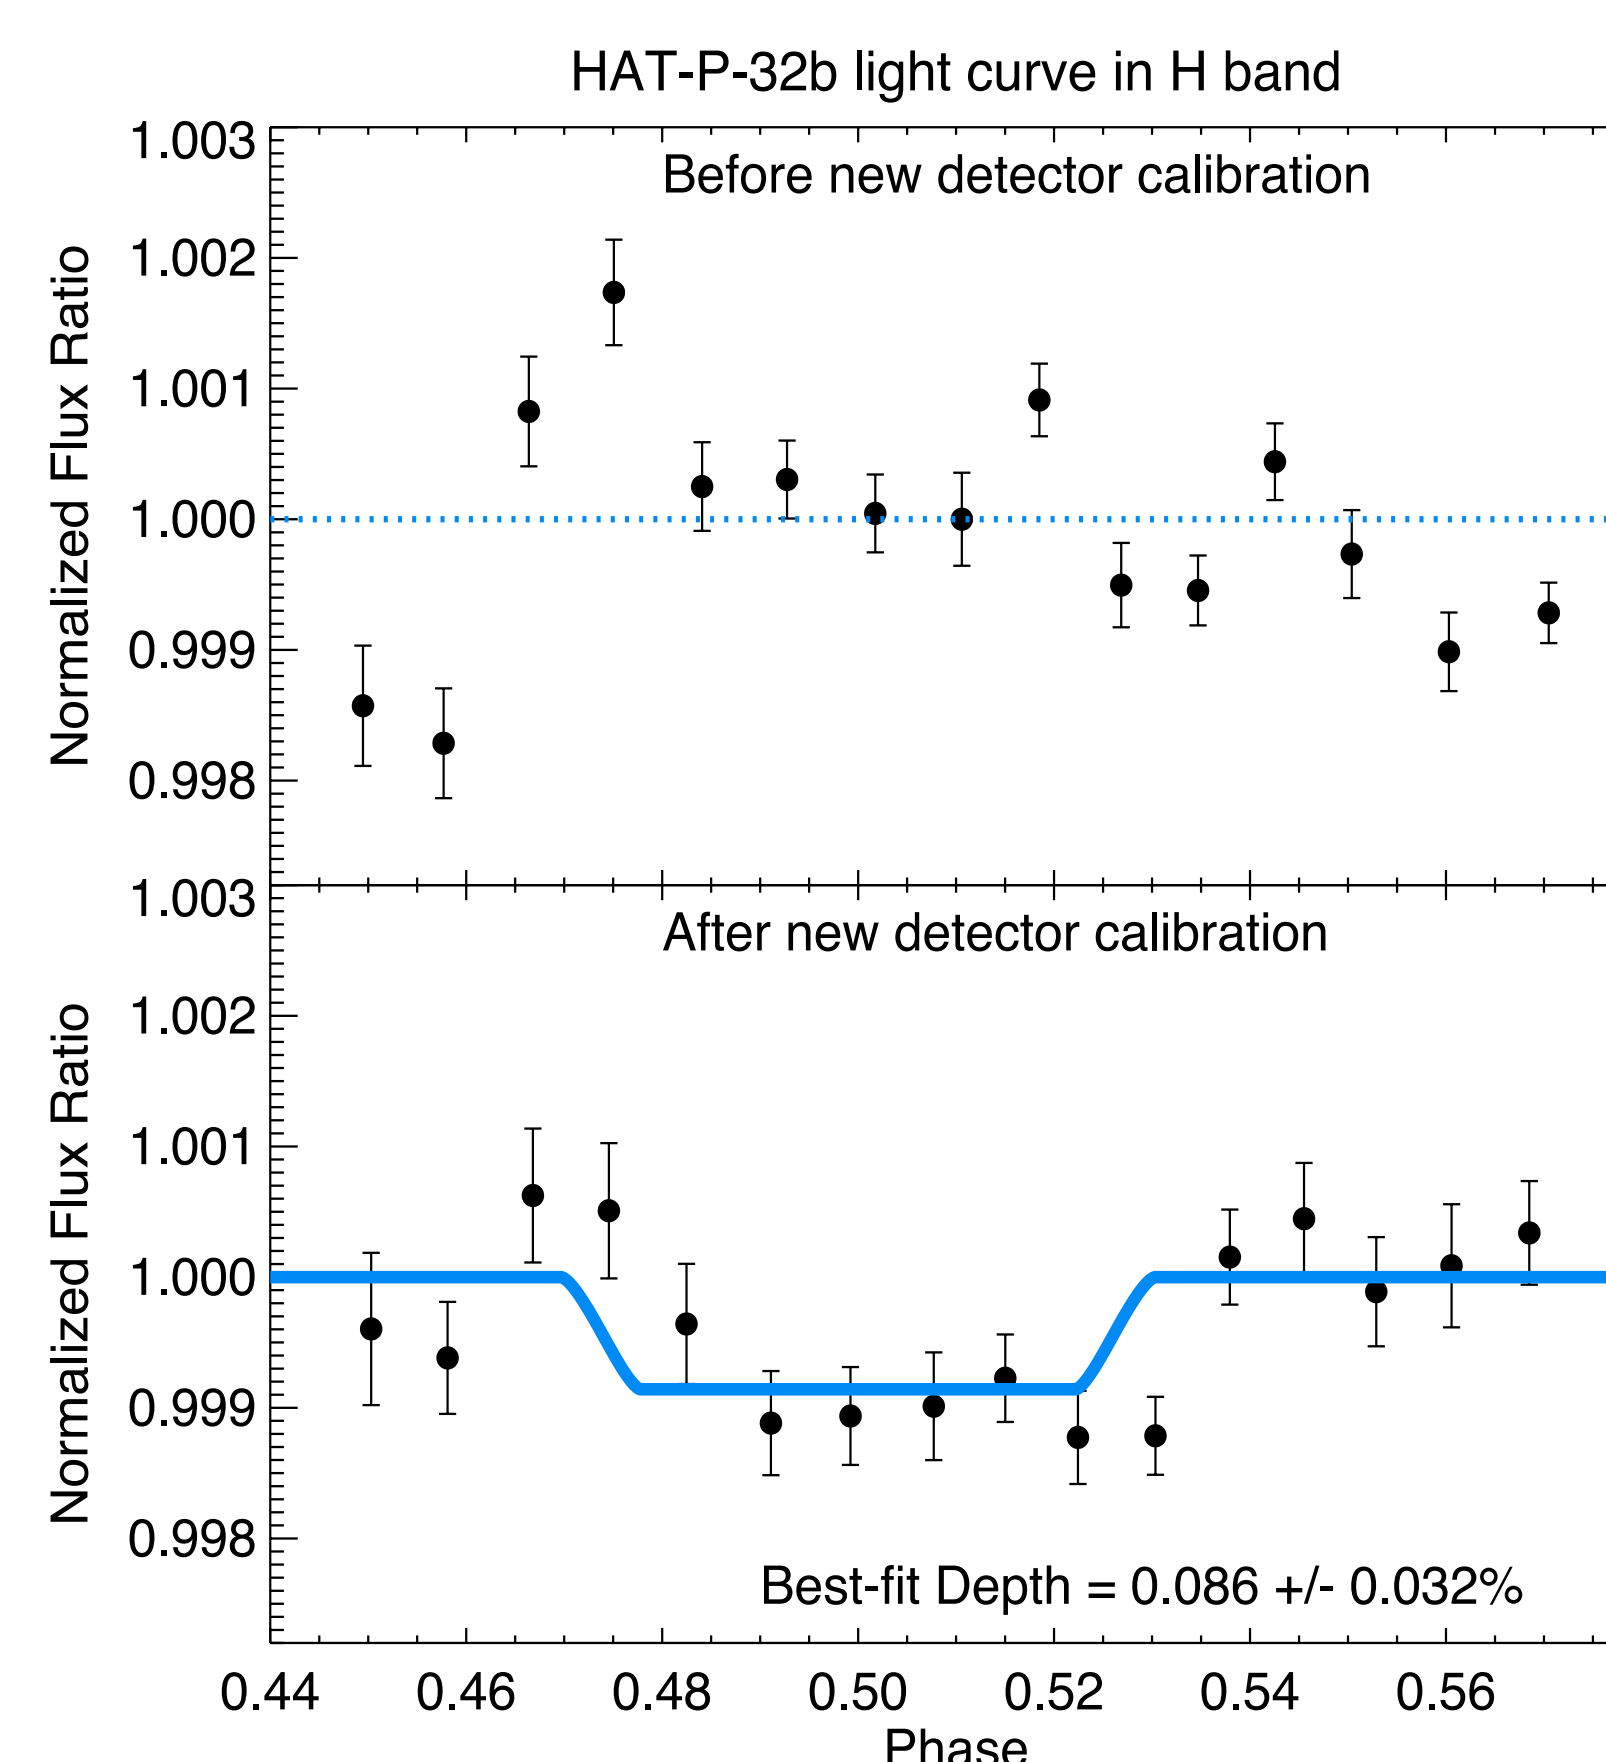 HAT-P-32b light curve in H band
Before new detector calibration
Normalized Flux Ratio
1.003
1.002
1.001
1.000
0.999
0.998
After new detector calibration
Normalized Flux Ratio
1.003
1.002
1.001
1.000
0.999
0.998
Best-fit Depth = 0.086 +/- 0.032%
0.44 0.46 0.48 0.50 0.52 0.54 0.56
Phase